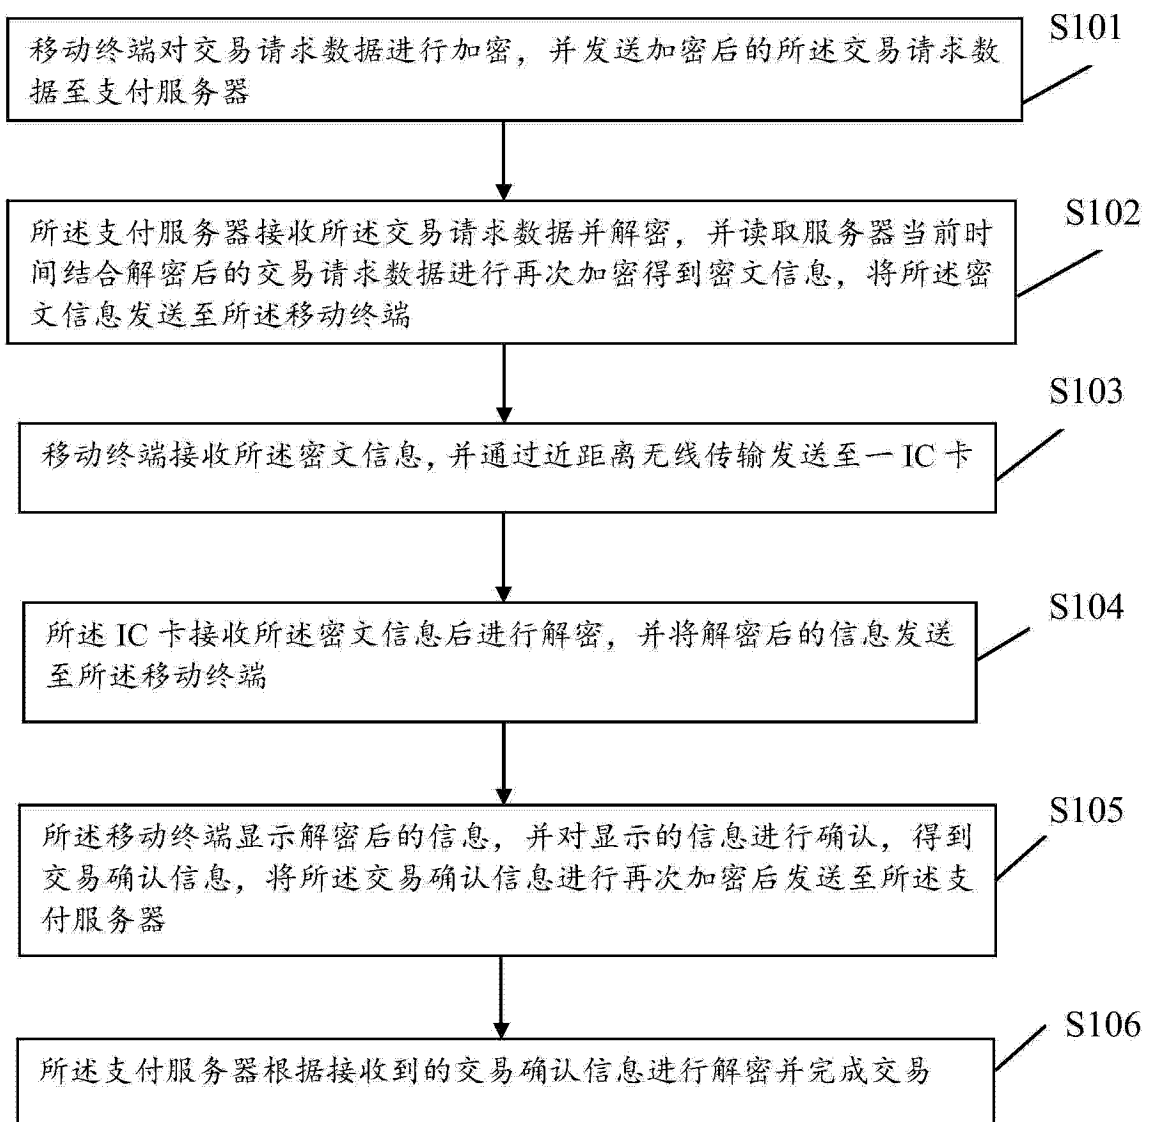 S101
移动终端对交易请求数据进行加密，并发送加密后的所述交易请求数
据至支付服务器
S102
所述支付服务器接收所述交易请求数据并解密，并读取服务器当前时
间结合解密后的交易请求数据进行再次加密得到密文信息，将所述密
文信息发送至所述移动终端
S103
移动终端接收所述密文信息，并通过近距离无线传输发送至一 IC 卡
S104
所述 IC 卡接收所述密文信息后进行解密，并将解密后的信息发送
至所述移动终端
S105
所述移动终端显示解密后的信息，并对显示的信息进行确认，得到
交易确认信息，将所述交易确认信息进行再次加密后发送至所述支
付服务器
S106
所述支付服务器根据接收到的交易确认信息进行解密并完成交易